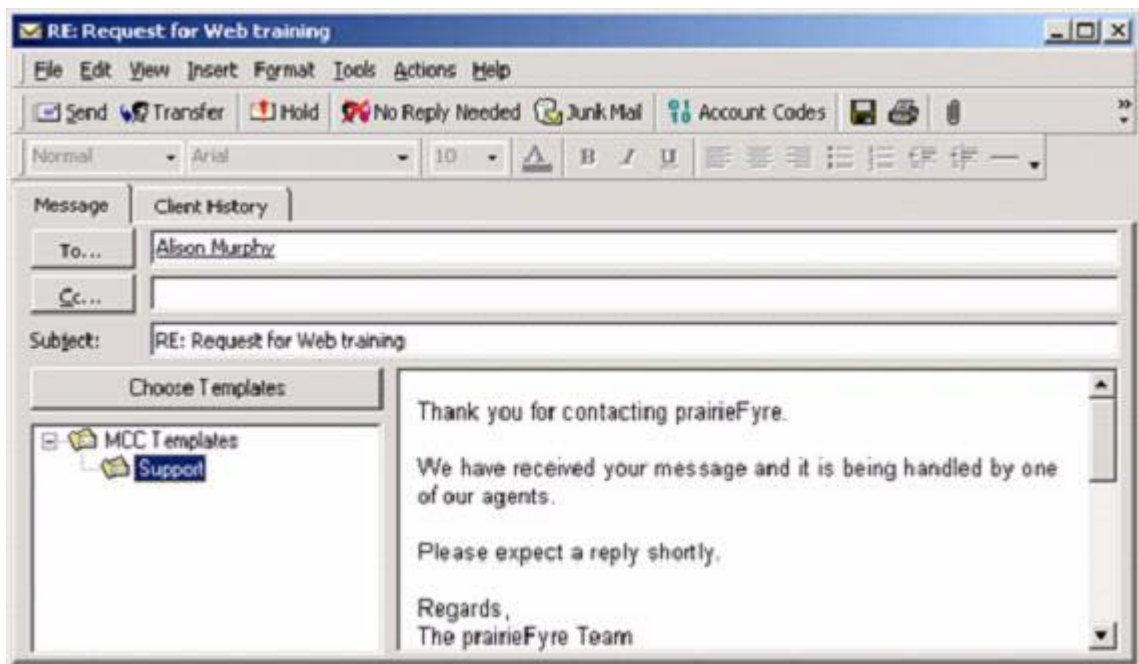 RE: Request for Web training
File Edit View Insert Format Tools Actions Help
Send Transfer Hold No Reply Needed Junk Mail Account Codes
Normal Arial 10 A B I U
Message Client History
To... Alison Murphy
Cc...
Subject: RE: Request for Web training
Choose Templates
MCC Templates
Support
Thank you for contacting prairieFyre.
We have received your message and it is being handled by one
of our agents.
Please expect a reply shortly.
Regards,
The prairieFyre Team